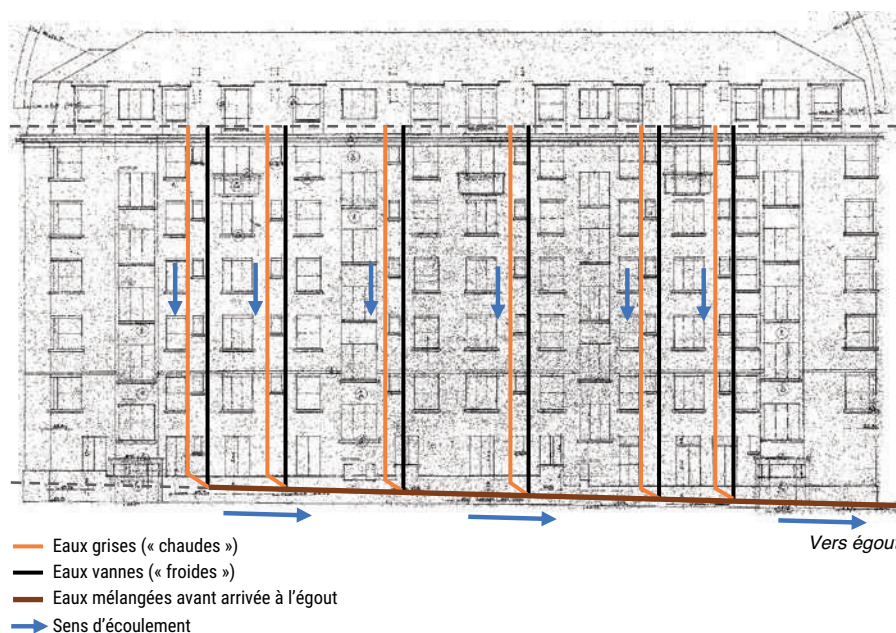 Vers égout
Eaux grises (« chaudes »)
Eaux vannes (« froides »)
Eaux mélangées avant arrivée à l'égout
Sens d'écoulement